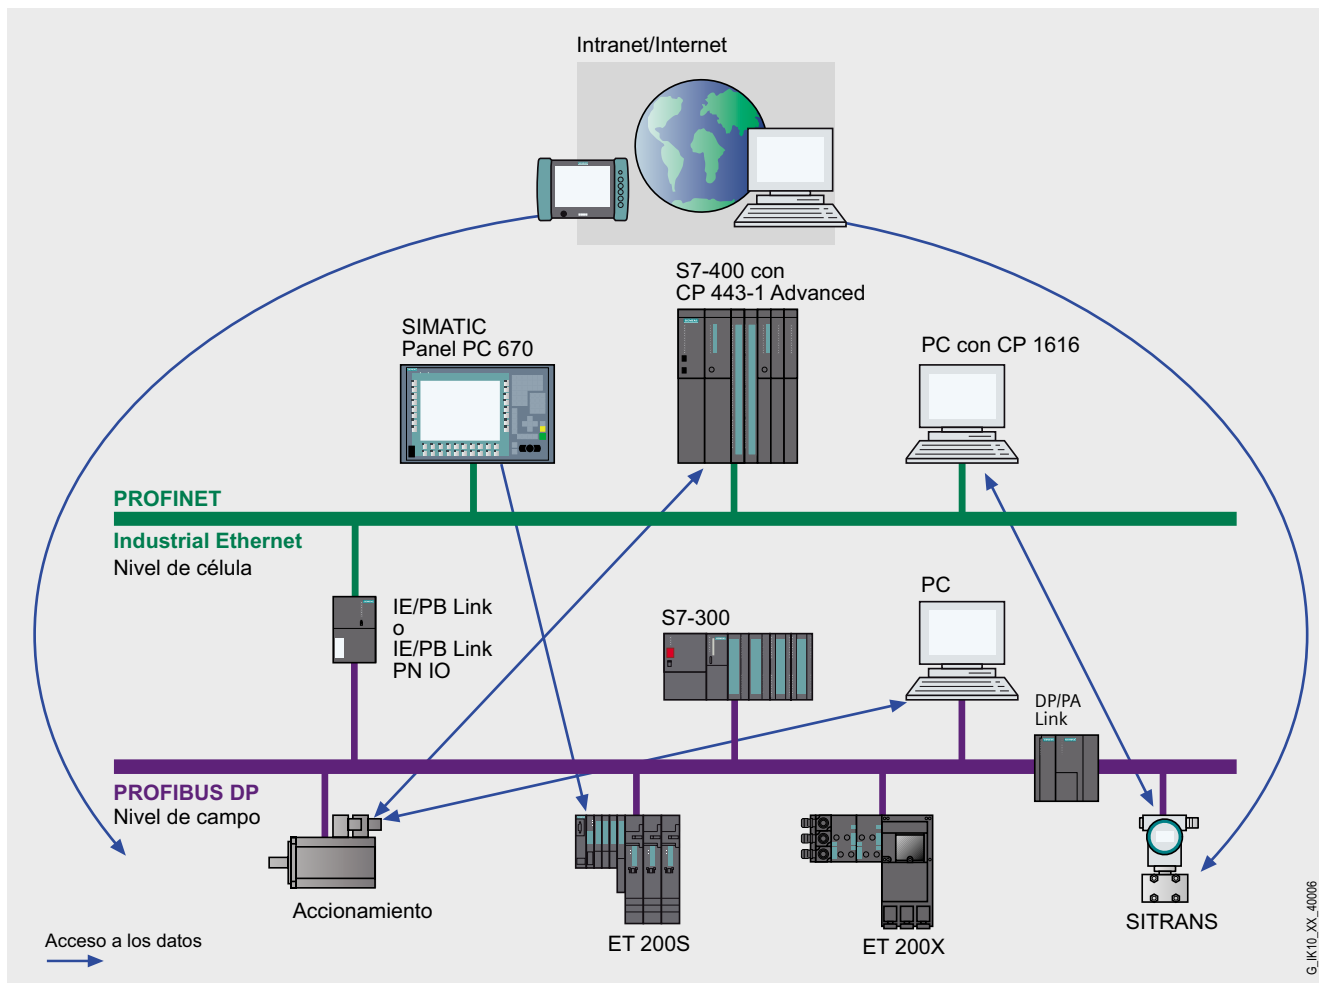 Intranet/Internet
S7-400 con
CP 443-1 Advanced
SIMATIC
Panel PC 670
PC con CP 1616
PROFINET
Industrial Ethernet
Nivel de célula
IE/PB Link
o
IE/PB Link
PN IO
S7-300
PC
DP/PA
Link
PROFIBUS DP
Nivel de campo
Accionamiento
ET 200S
ET 200X
SITRANS
Acceso a los datos
G_IK10_XX_40006